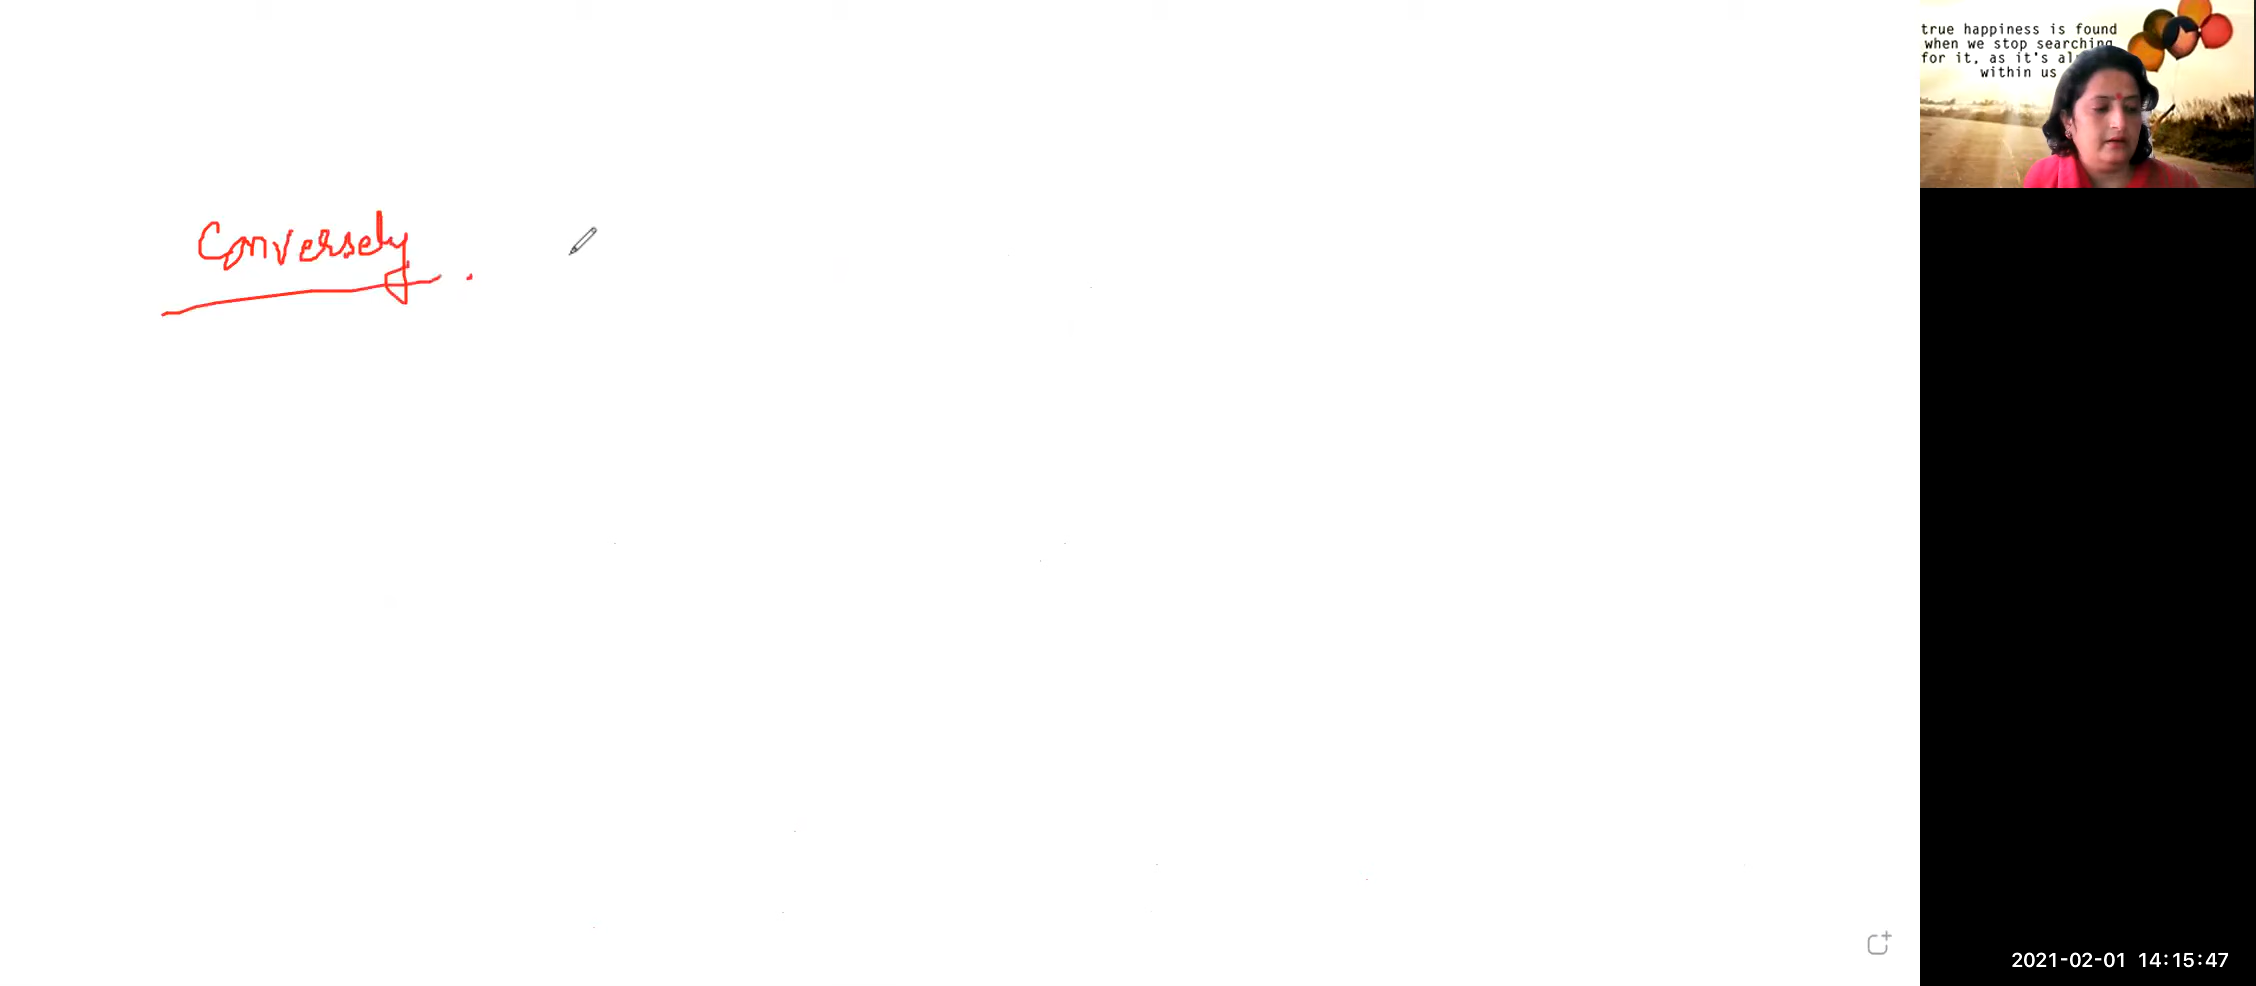 Conversely.
true happiness is found
when we stop searching
for it, as it's al
within us
2021-02-01 14:15:47